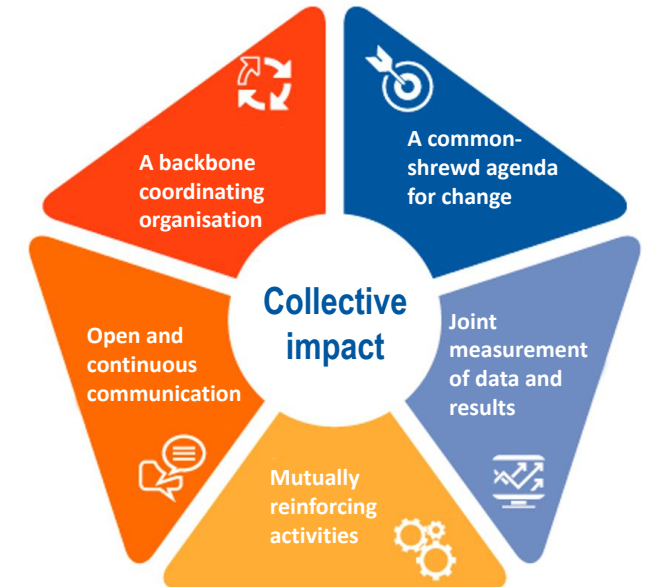 Collective
impact
A common-
shrewd agenda
for change
Joint
measurement
of data and
results
Mutually
reinforcing
activities
Open and
continuous
communication
A backbone
coordinating
organisation